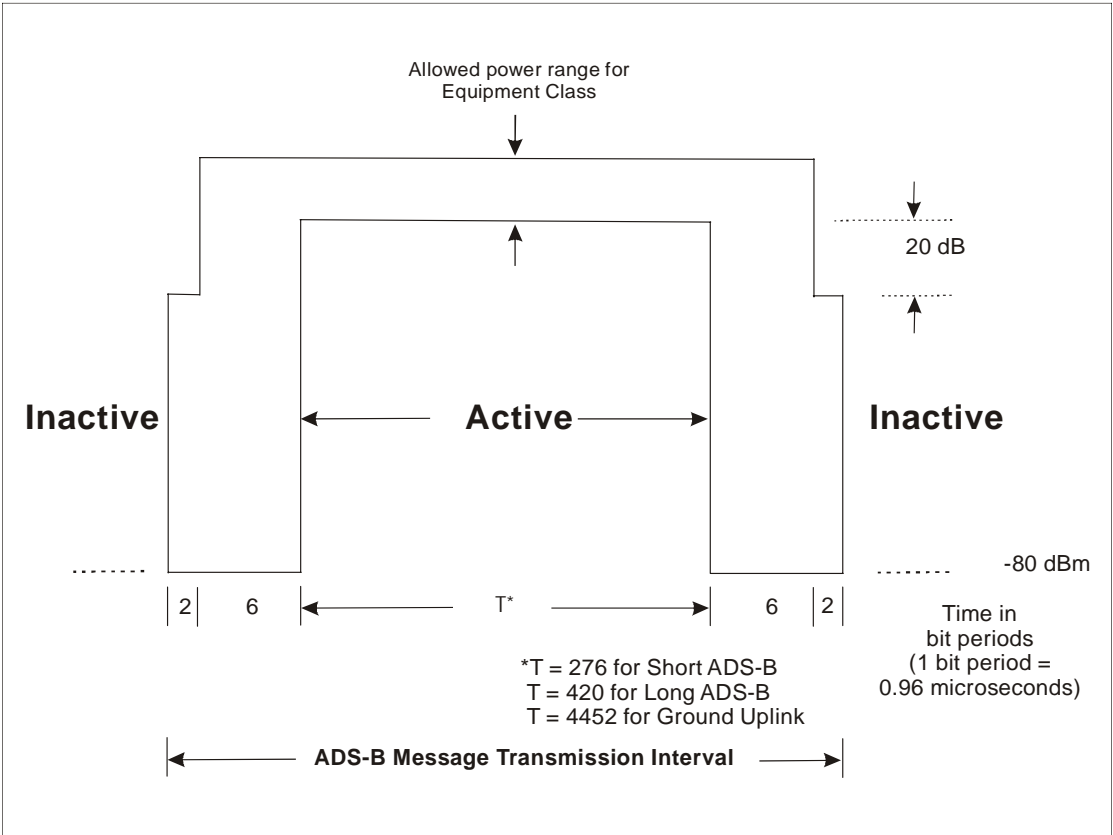 Allowed power range for
Equipment Class
20 dB
Inactive
Active
Inactive
-80 dBm
2
6
T*
6
2
Time in
bit periods
(1 bit period =
0.96 microseconds)
*T = 276 for Short ADS-B
T = 420 for Long ADS-B
T = 4452 for Ground Uplink
ADS-B Message Transmission Interval